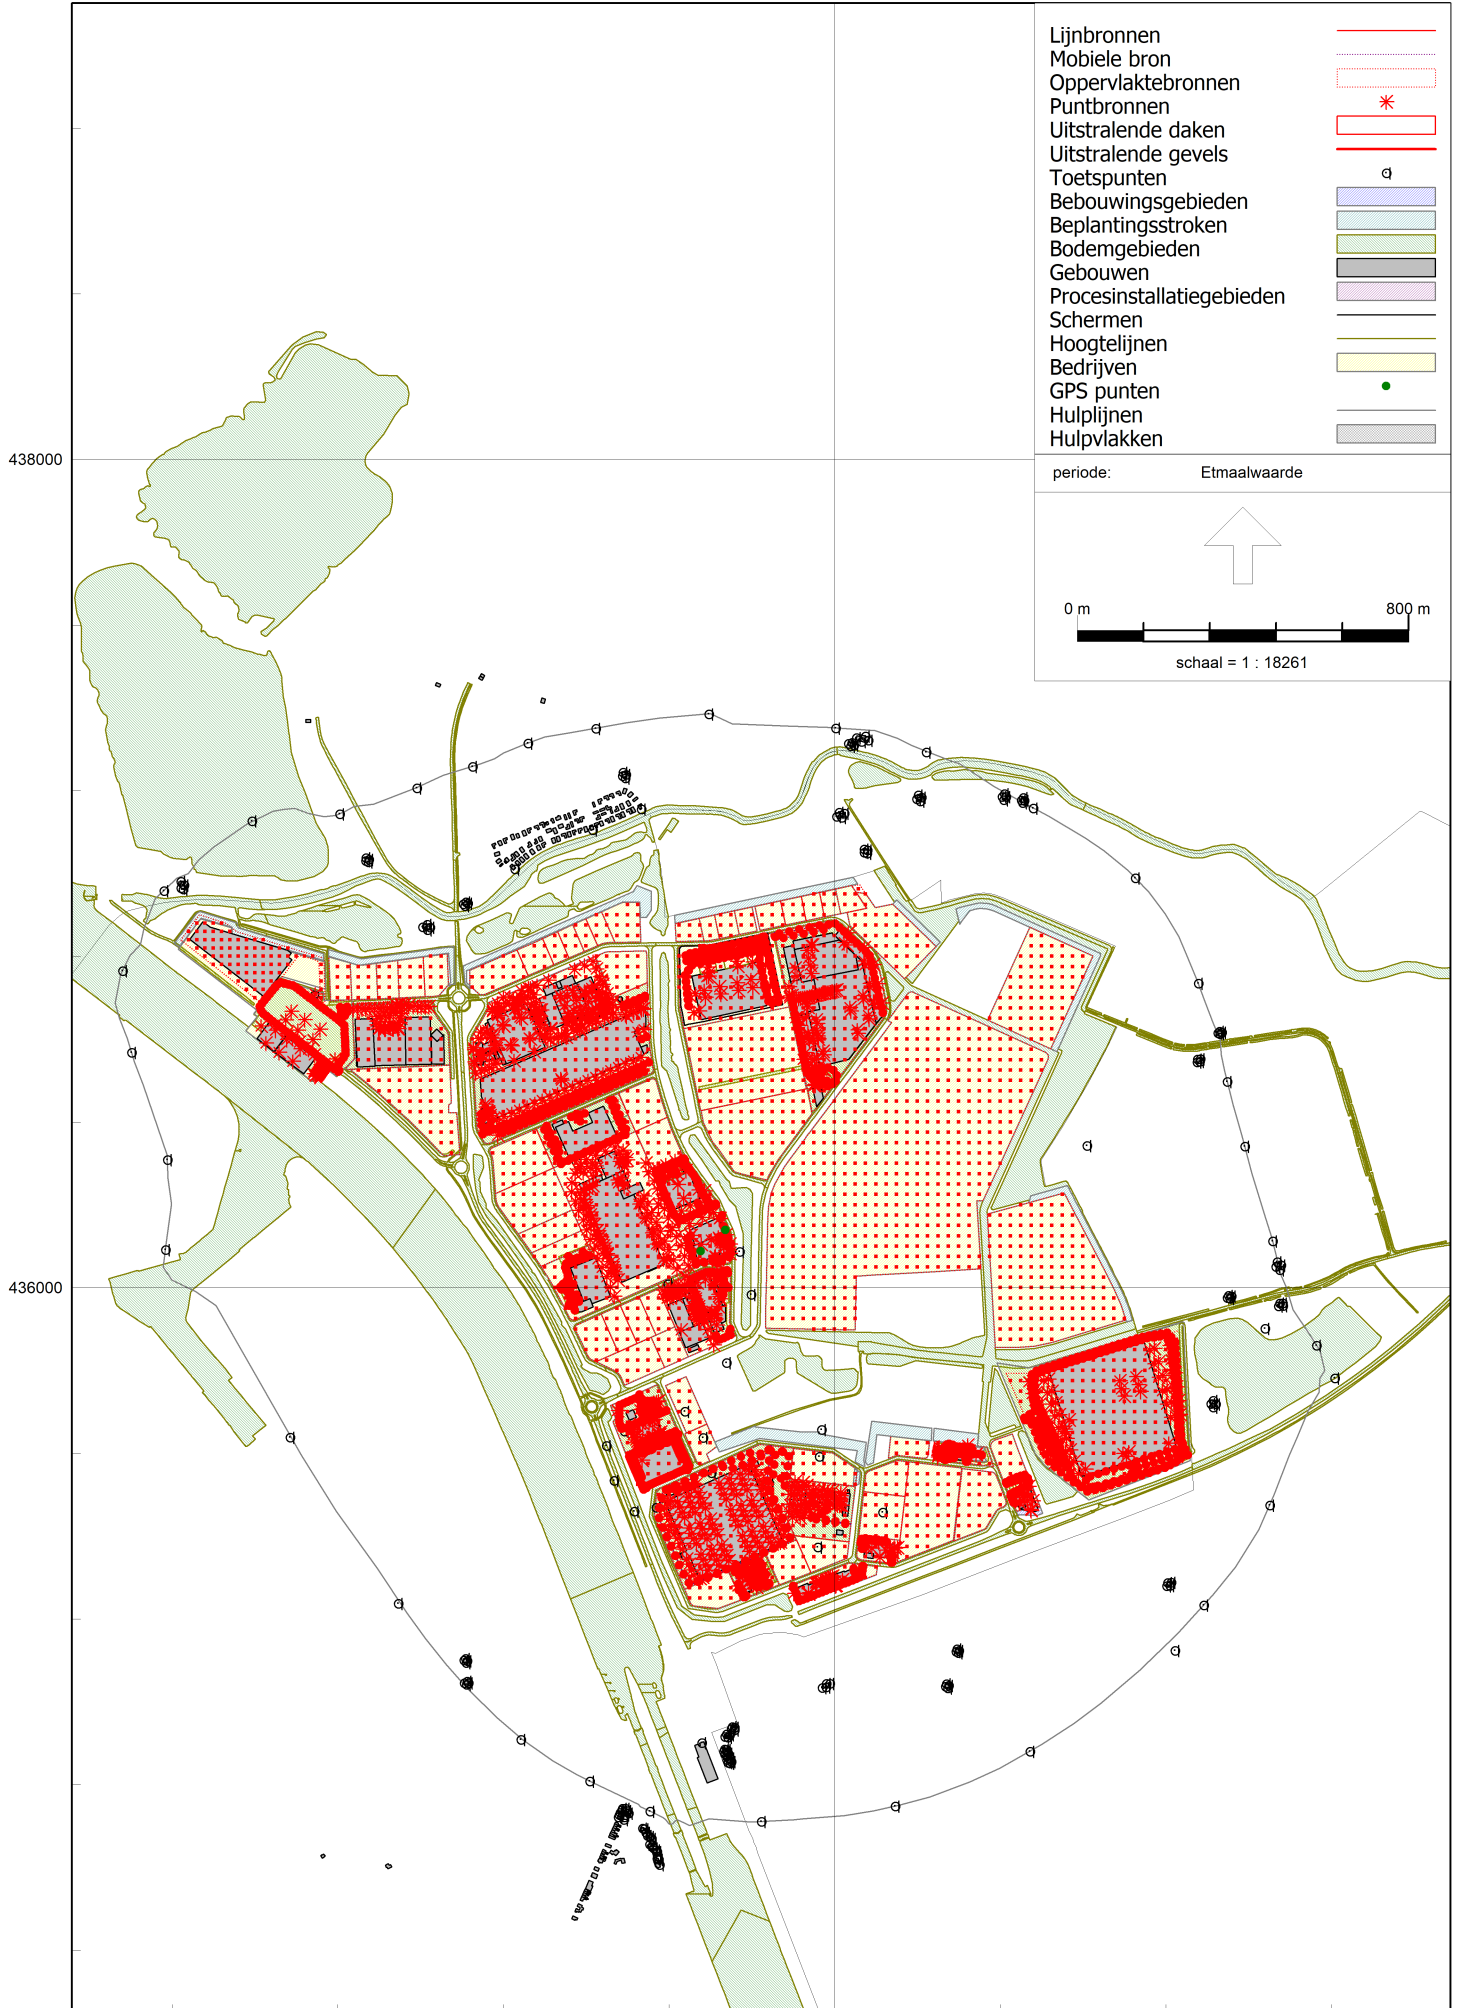 Lijnbronnen
Mobiele bron
Oppervlaktebronnen
Puntbronnen
Uitstralende daken
Uitstralende gevels
Toetspunten
Bebouwingsgebieden
Beplantingsstroken
Bodemgebieden
Gebouwen
Procesinstallatiegebieden
Schermen
Hoogtelijnen
Bedrijven
GPS punten
Hulplijnen
Hulpvlakken
438000
periode: Etmaalwaarde
0 m 800 m
schaal = 1 : 18261
436000